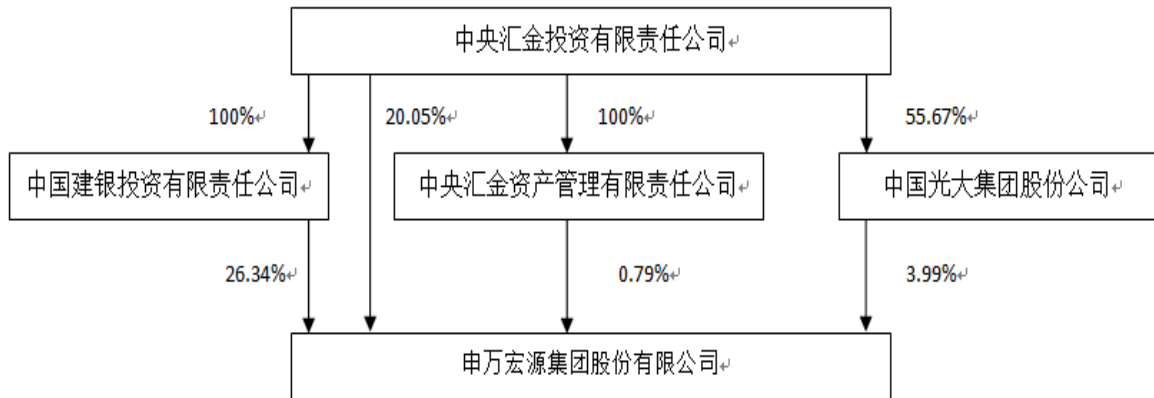 中央汇金投资有限责任公司↵
100%↵ 20.05%↵ 100%↵ 55.67%↵
中国建银投资有限责任公司↵ 中央汇金资产管理有限责任公司↵ 中国光大集团股份公司↵
26.34%↵ 0.79%↵ 3.99%↵
申万宏源集团股份有限公司↵